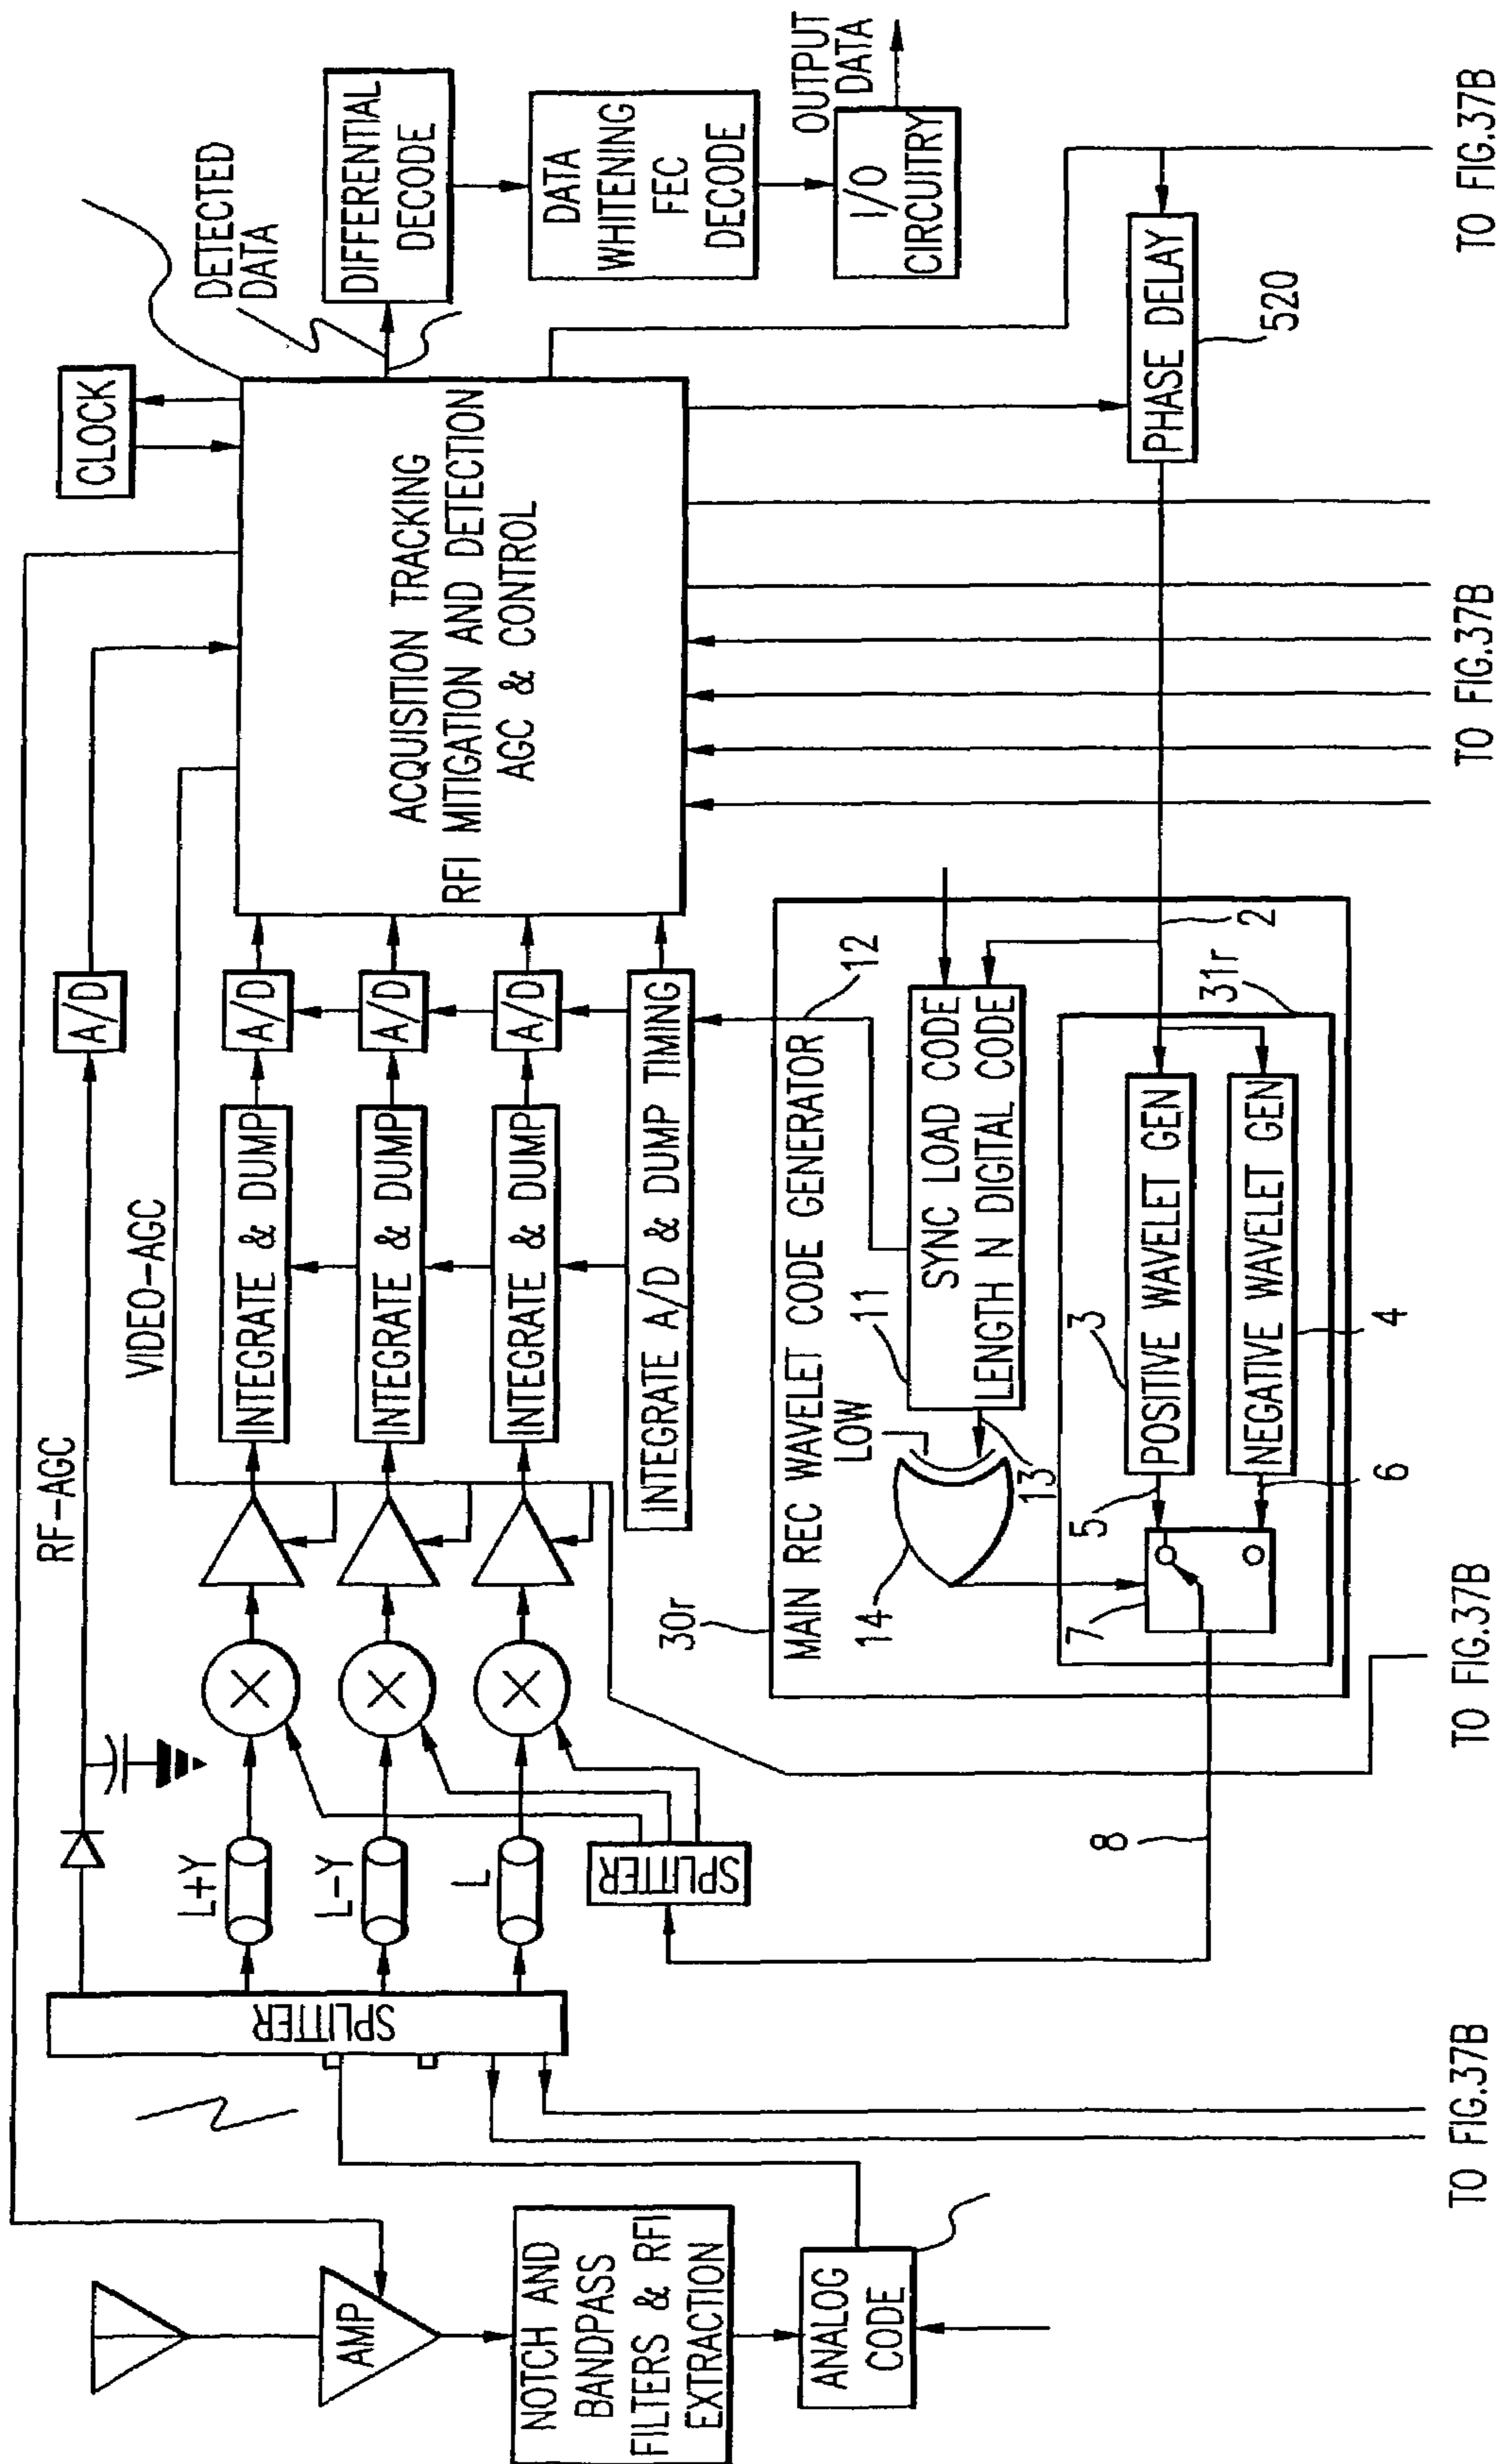 AMP
NOTCH AND
BANDPASS
FILTERS & RFI
EXTRACTION
ANALOG
CODE
SPLITTER
RF-AGC
A/D
CLOCK
L+Y
L-Y
L
SPLITTER
VIDEO-AGC
INTEGRATE & DUMP
A/D
INTEGRATE & DUMP
A/D
INTEGRATE & DUMP
A/D
INTEGRATE A/D & DUMP TIMING
ACQUISITION TRACKING
RFI MITIGATION AND DETECTION
AGC & CONTROL
DETECTED
DATA
DIFFERENTIAL
DECODE
DATA
WHITENING
FEC
DECODE
I/O
CIRCUITRY
OUTPUT
DATA
30r
MAIN REC WAVELET CODE GENERATOR
12
LOW
11
SYNC LOAD CODE
LENGTH N DIGITAL CODE
14
13
2
31r
3
POSITIVE WAVELET GEN
5
7
NEGATIVE WAVELET GEN
6
4
8
PHASE DELAY
520
TO FIG.37B
TO FIG.37B
TO FIG.37B
TO FIG.37B